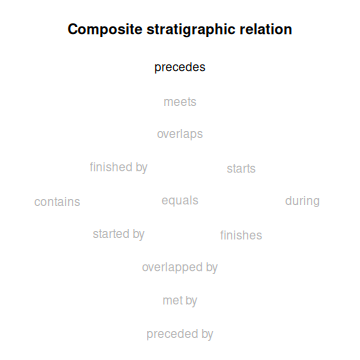 Composite stratigraphic relation
precedes
meets
overlaps
finished by
starts
contains
equals
during
started by
finishes
overlapped by
met by
preceded by